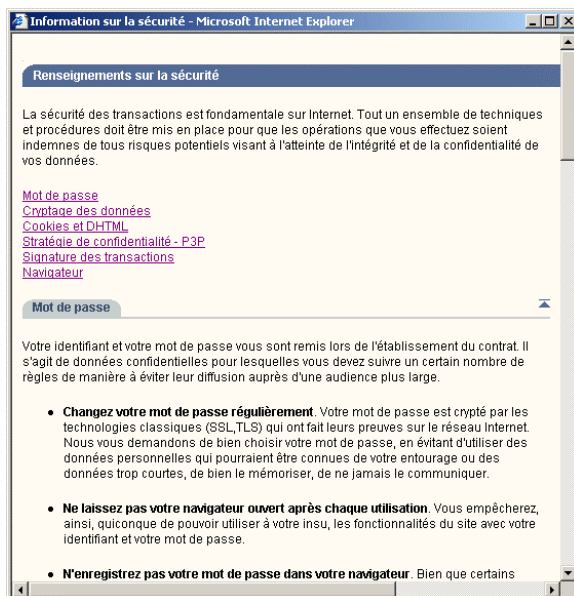 Information sur la sécurité - Microsoft Internet Explorer
Renseignements sur la sécurité
La sécurité des transactions est fondamentale sur Internet. Tout un ensemble de techniques
et procédures doit être mis en place pour que les opérations que vous effectuez soient
indemnes de tous risques potentiels visant à l'atteinte de l'intégrité et de la confidentialité de
vos données.
Mot de passe
Cryptage des données
Cookies et DHTML
Stratégie de confidentialité - P3P
Signature des transactions
Navigateur
Mot de passe
Votre identifiant et votre mot de passe vous sont remis lors de l'établissement du contrat. Il
s'agit de données confidentielles pour lesquelles vous devez suivre un certain nombre de
règles de manière à éviter leur diffusion auprès d'une audience plus large.
• Changez votre mot de passe régulièrement. Votre mot de passe est crypté par les
technologies classiques (SSL,TLS) qui ont fait leurs preuves sur le réseau Internet.
Nous vous demandons de bien choisir votre mot de passe, en évitant d'utiliser des
données personnelles qui pourraient être connues de votre entourage ou des
données trop courtes, de bien le mémoriser, de ne jamais le communiquer.
• Ne laissez pas votre navigateur ouvert après chaque utilisation. Vous empêcherez,
ainsi, quiconque de pouvoir utiliser à votre insu, les fonctionnalités du site avec votre
identifiant et votre mot de passe.
• N'enregistrez pas votre mot de passe dans votre navigateur. Bien que certains